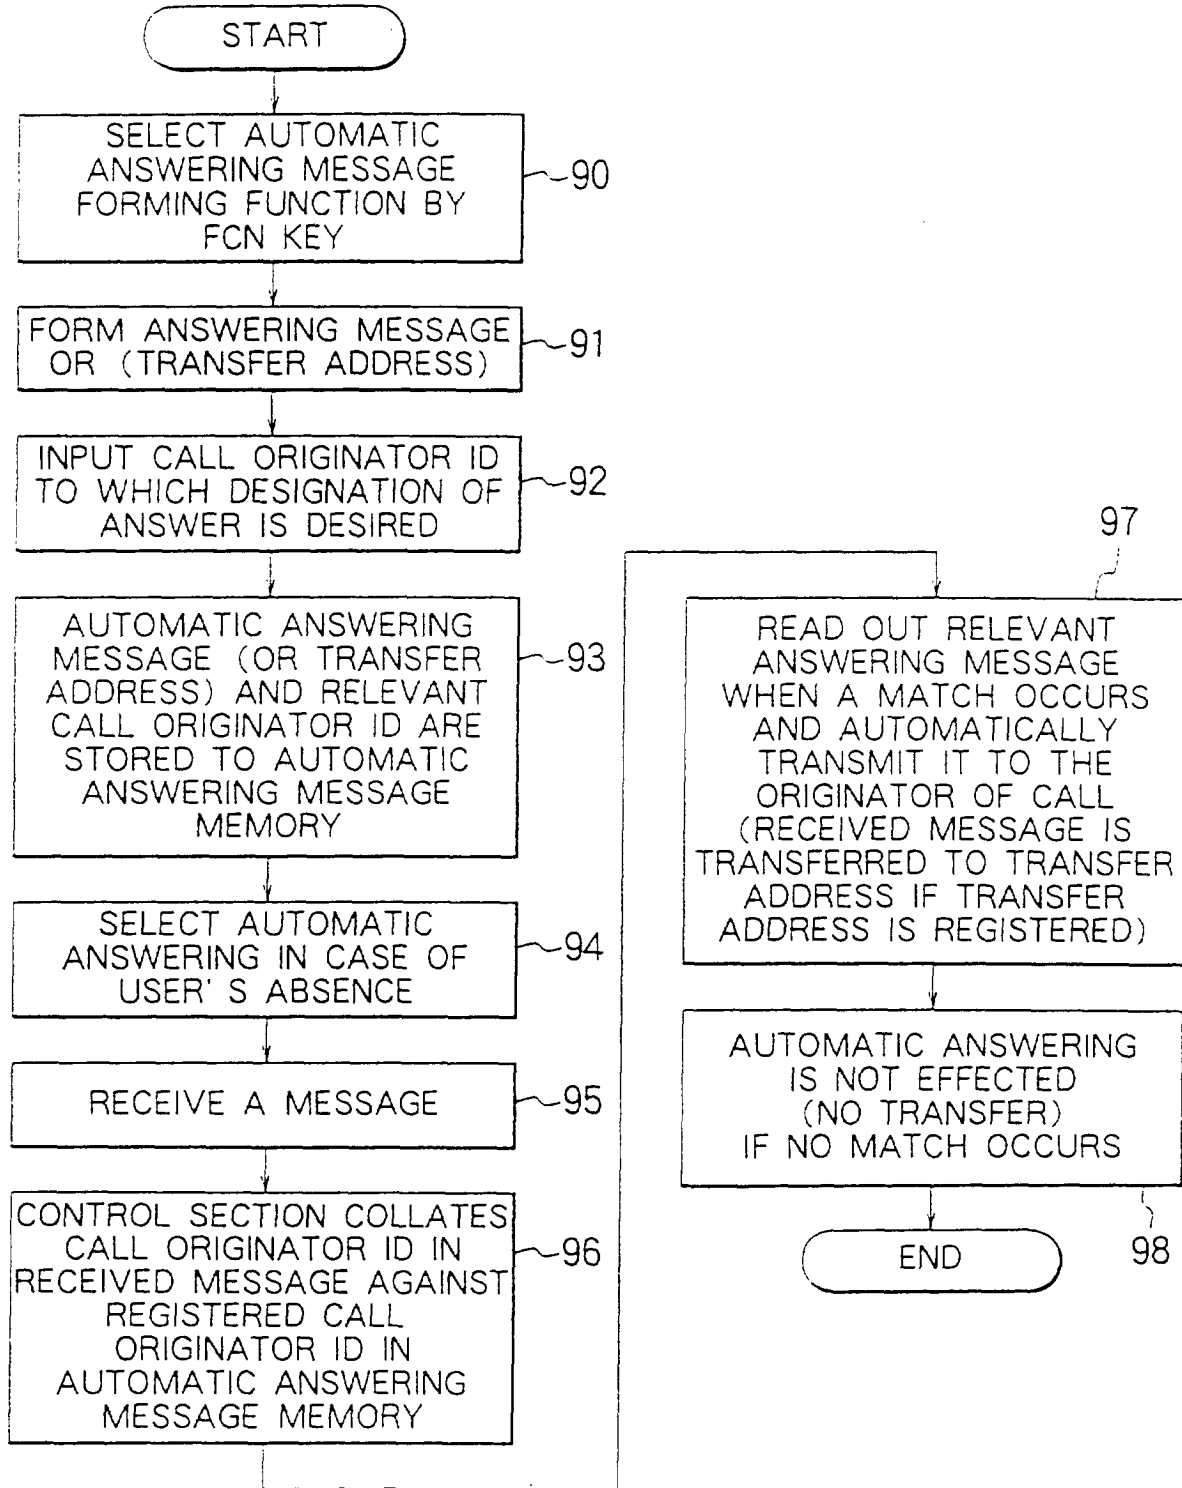 START
SELECT AUTOMATIC
ANSWERING MESSAGE
FORMING FUNCTION BY
FCN KEY
90
FORM ANSWERING MESSAGE
OR (TRANSFER ADDRESS)
91
INPUT CALL ORIGINATOR ID
TO WHICH DESIGNATION OF
ANSWER IS DESIRED
92
AUTOMATIC ANSWERING
MESSAGE (OR TRANSFER
ADDRESS) AND RELEVANT
CALL ORIGINATOR ID ARE
STORED TO AUTOMATIC
ANSWERING MESSAGE
MEMORY
93
SELECT AUTOMATIC
ANSWERING IN CASE OF
USER'S ABSENCE
94
RECEIVE A MESSAGE
95
CONTROL SECTION COLLATES
CALL ORIGINATOR ID IN
RECEIVED MESSAGE AGAINST
REGISTERED CALL
ORIGINATOR ID IN
AUTOMATIC ANSWERING
MESSAGE MEMORY
96
97
READ OUT RELEVANT
ANSWERING MESSAGE
WHEN A MATCH OCCURS
AND AUTOMATICALLY
TRANSMIT IT TO THE
ORIGINATOR OF CALL
(RECEIVED MESSAGE IS
TRANSFERRED TO TRANSFER
ADDRESS IF TRANSFER
ADDRESS IS REGISTERED)
AUTOMATIC ANSWERING
IS NOT EFFECTED
(NO TRANSFER)
IF NO MATCH OCCURS
98
END